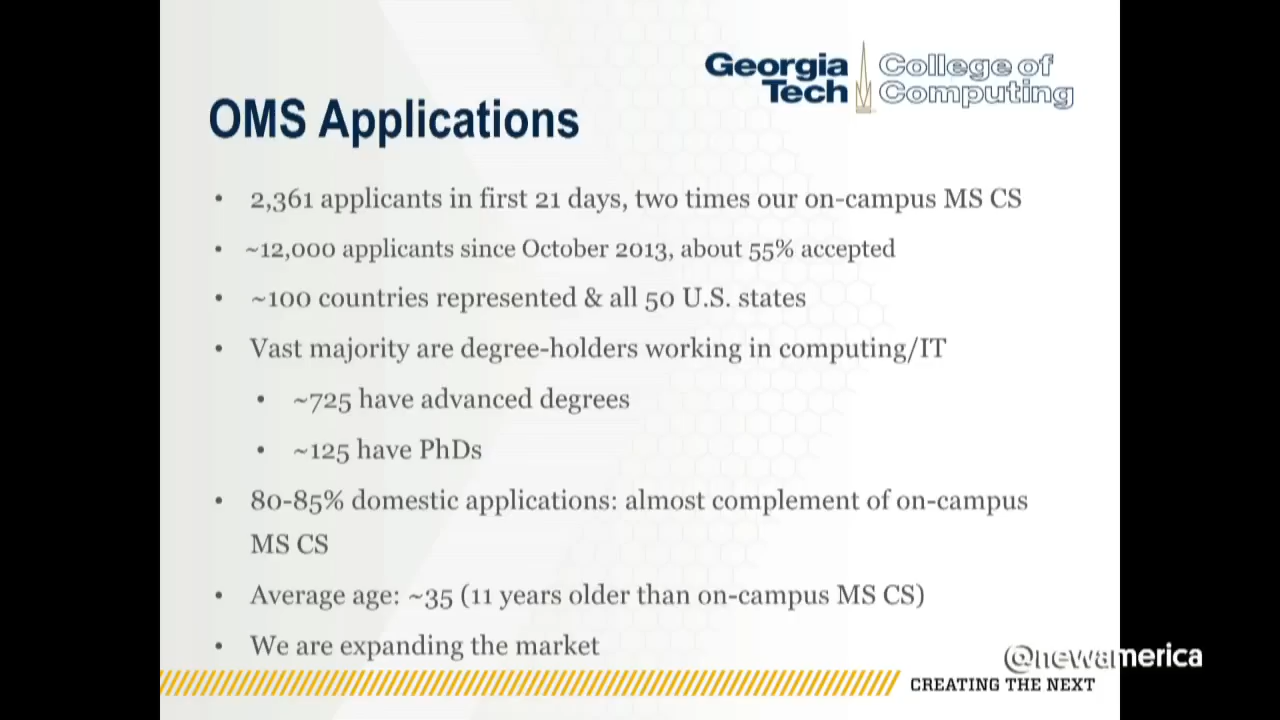 Georgia Tech
College of Computing
OMS Applications
• 2,361 applicants in first 21 days, two times our on-campus MS CS
• ~12,000 applicants since October 2013, about 55% accepted
• ~100 countries represented & all 50 U.S. states
• Vast majority are degree-holders working in computing/IT
• ~725 have advanced degrees
• ~125 have PhDs
• 80-85% domestic applications: almost complement of on-campus
MS CS
• Average age: ~35 (11 years older than on-campus MS CS)
• We are expanding the market
@newamerica
CREATING THE NEXT